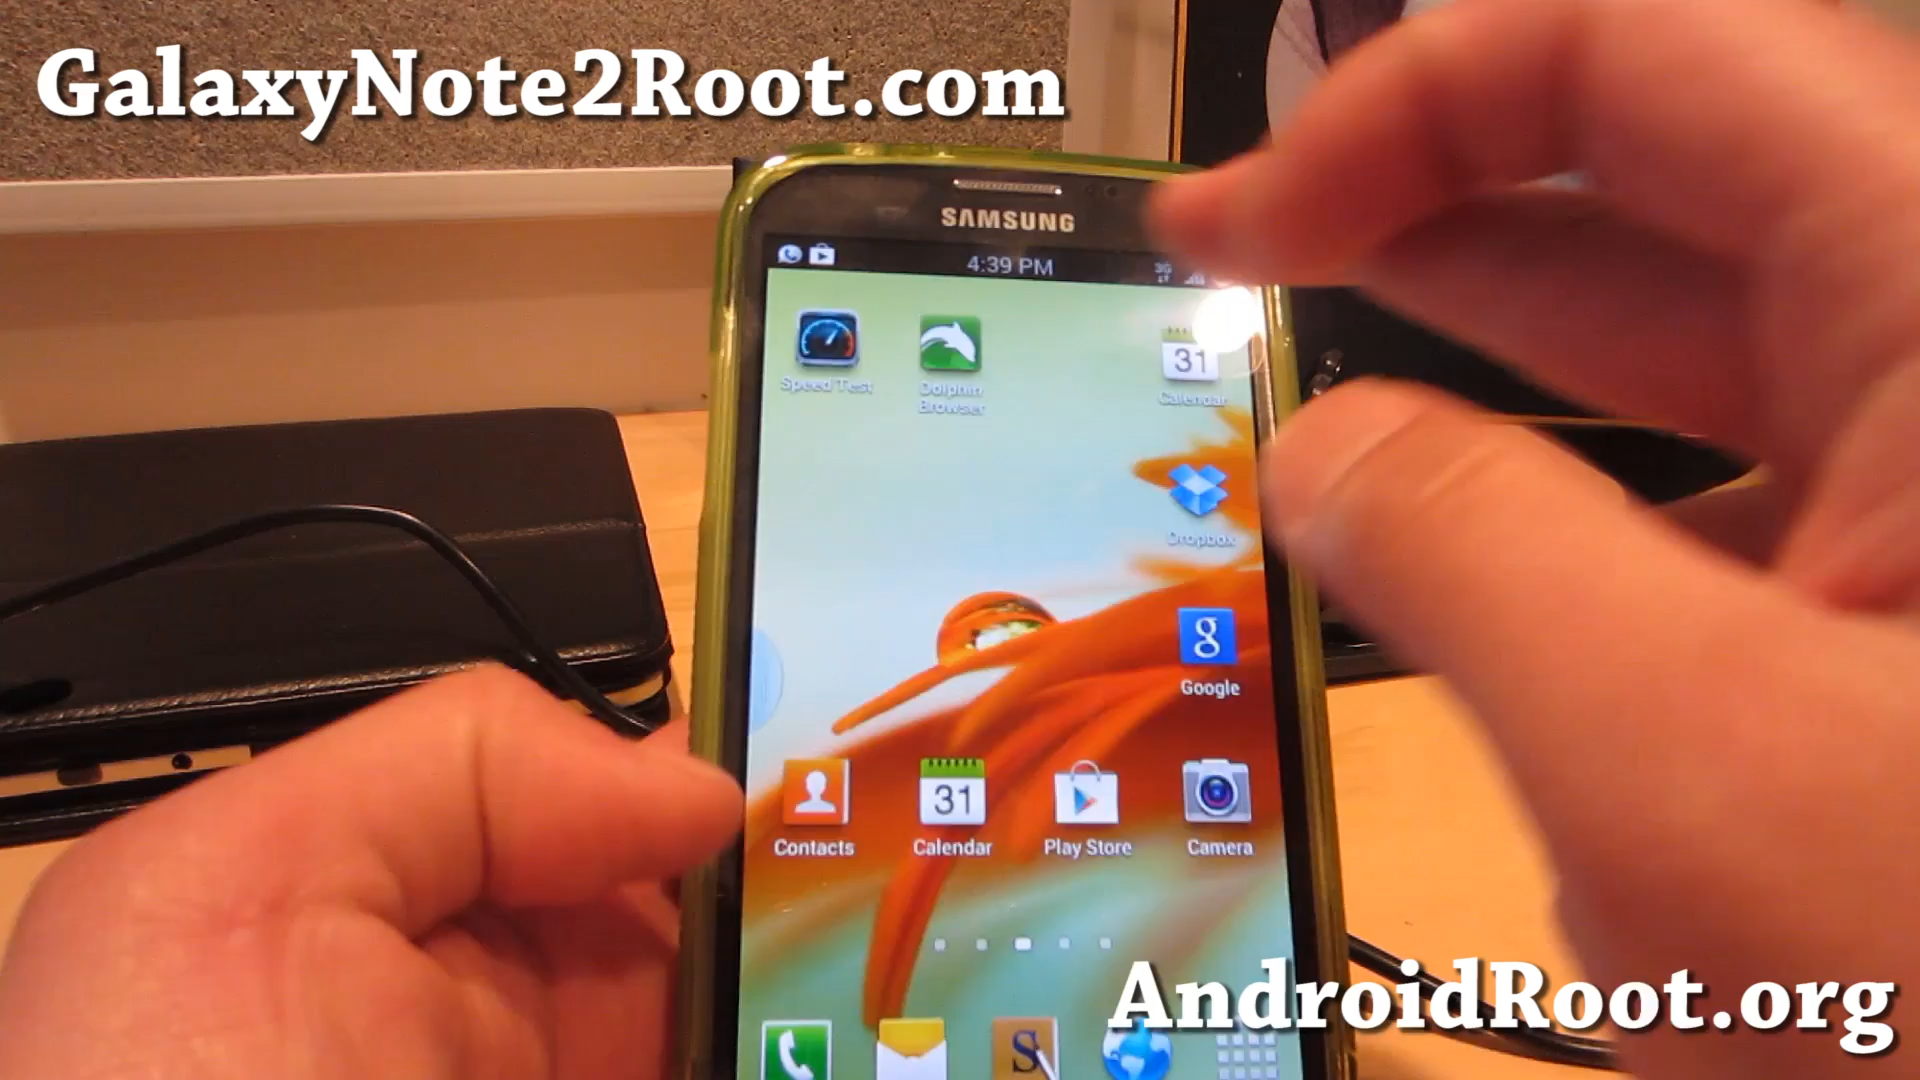 GalaxyNote2Root.com
SAMSUNG
4:39 PM
3G
31
Speed Test
Dolphin
Browser
Calendar
Dropbox
g
Google
31
Contacts
Calendar
Play Store
Camera
S
AndroidRoot.org